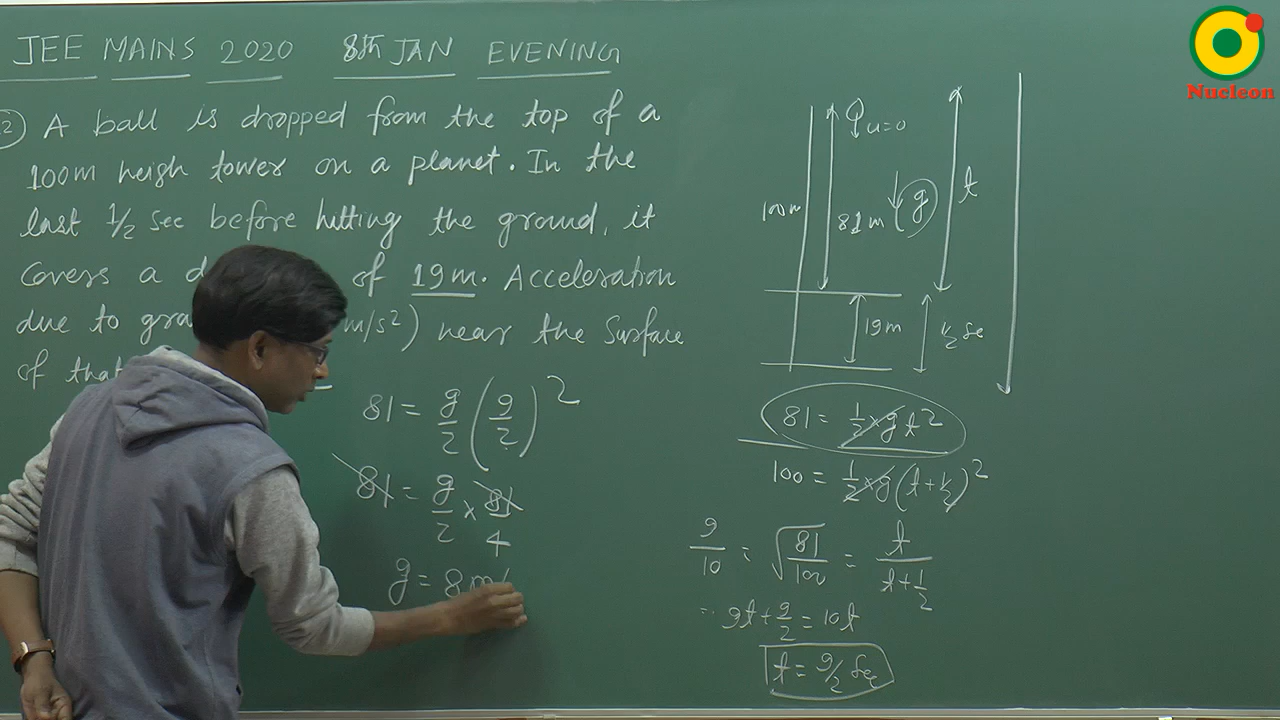 JEE MAINS 2020 8th JAN EVENING
2) A ball is dropped from the top of a
100m heigh tower on a planet. In the
last 1/2 sec before hitting the ground, it
Covers a d of 19m. Acceleration
due to gra m/s²) near the Surface
of that
81 = g/2 (9/2)²
81 = g/2 × 81/4
g = 8 m/
100m
u=0
81m
g
t
19m
1/2 Sec
81 = 1/2 × g t²
100 = 1/2 × g (t + 1/2)²
9/10 = √81/100 = t/t+1/2
∴ 9t + 9/2 = 10t
t = 9/2 Sec
Nucleon